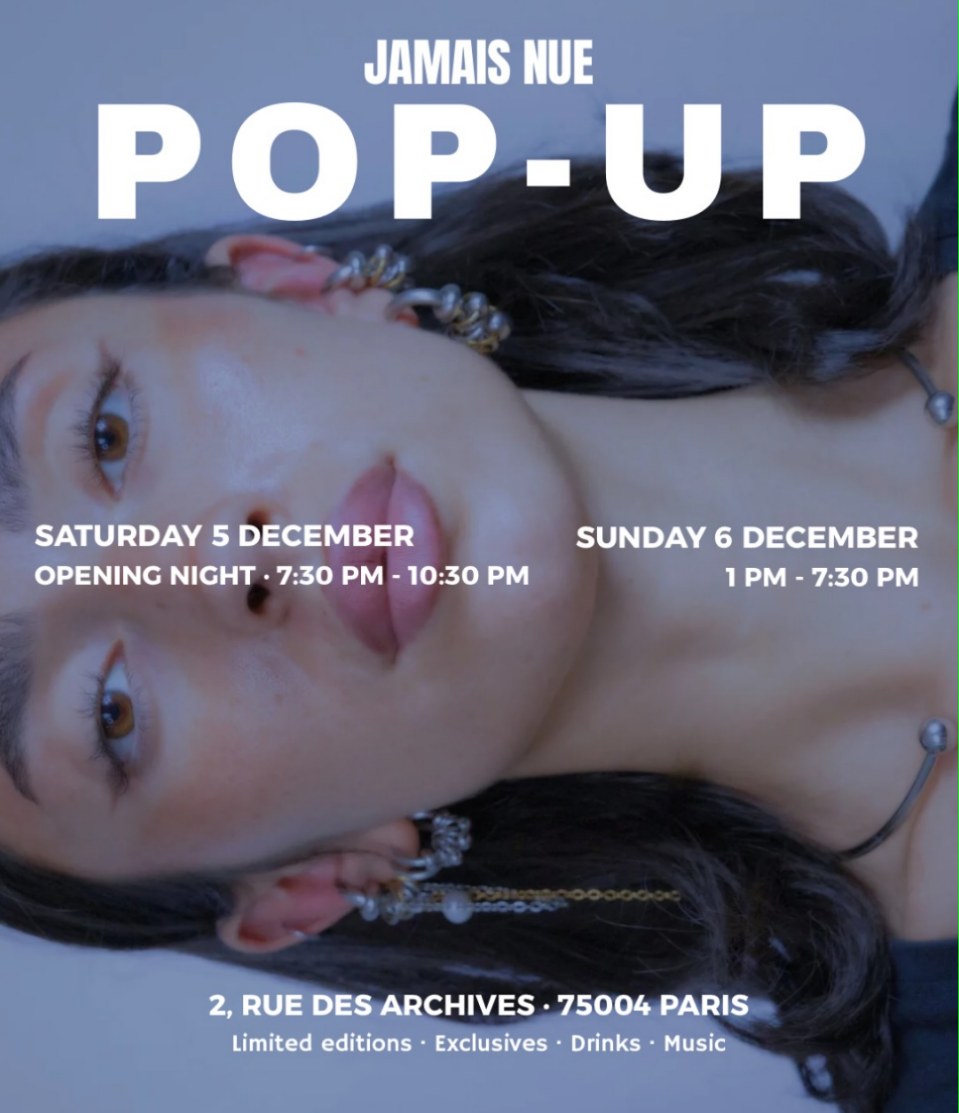 JAMAIS NUE
POP-UP
SATURDAY 5 DECEMBER
OPENING NIGHT · 7:30 PM - 10:30 PM
SUNDAY 6 DECEMBER
1 PM - 7:30 PM
2, RUE DES ARCHIVES · 75004 PARIS
Limited editions · Exclusives · Drinks · Music